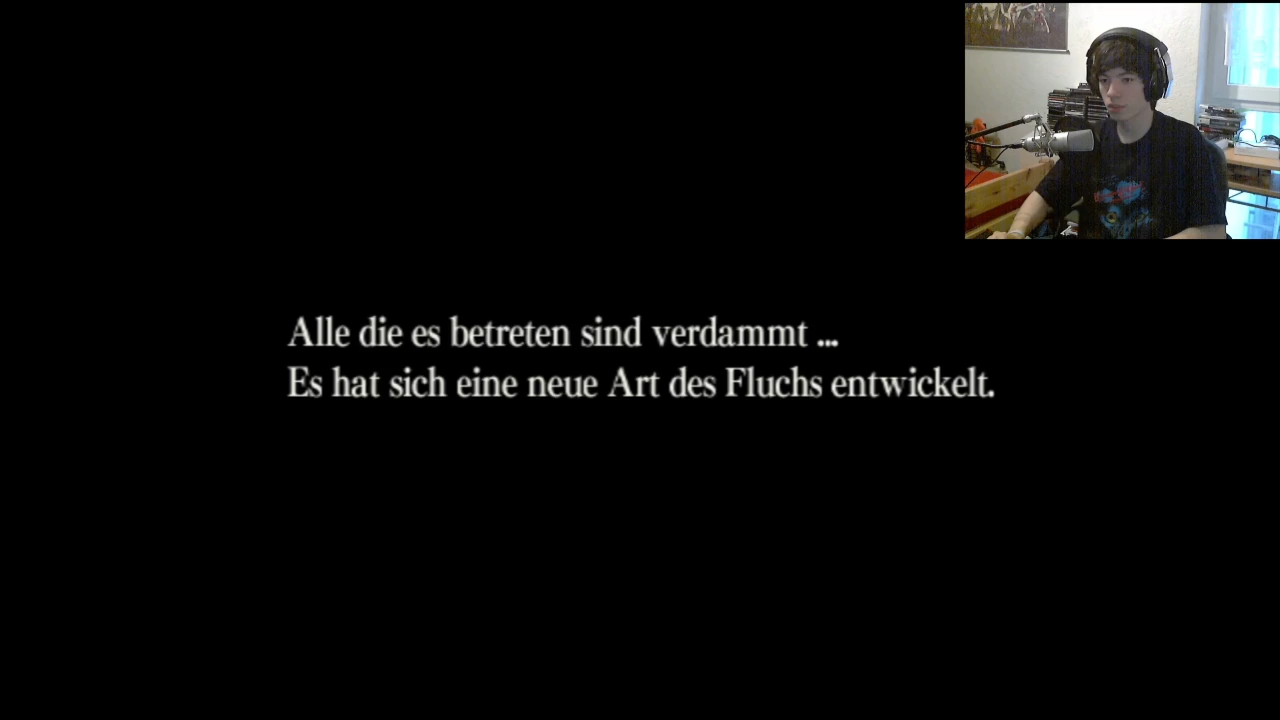 Alle die es betreten sind verdammt ...
Es hat sich eine neue Art des Fluchs entwickelt.